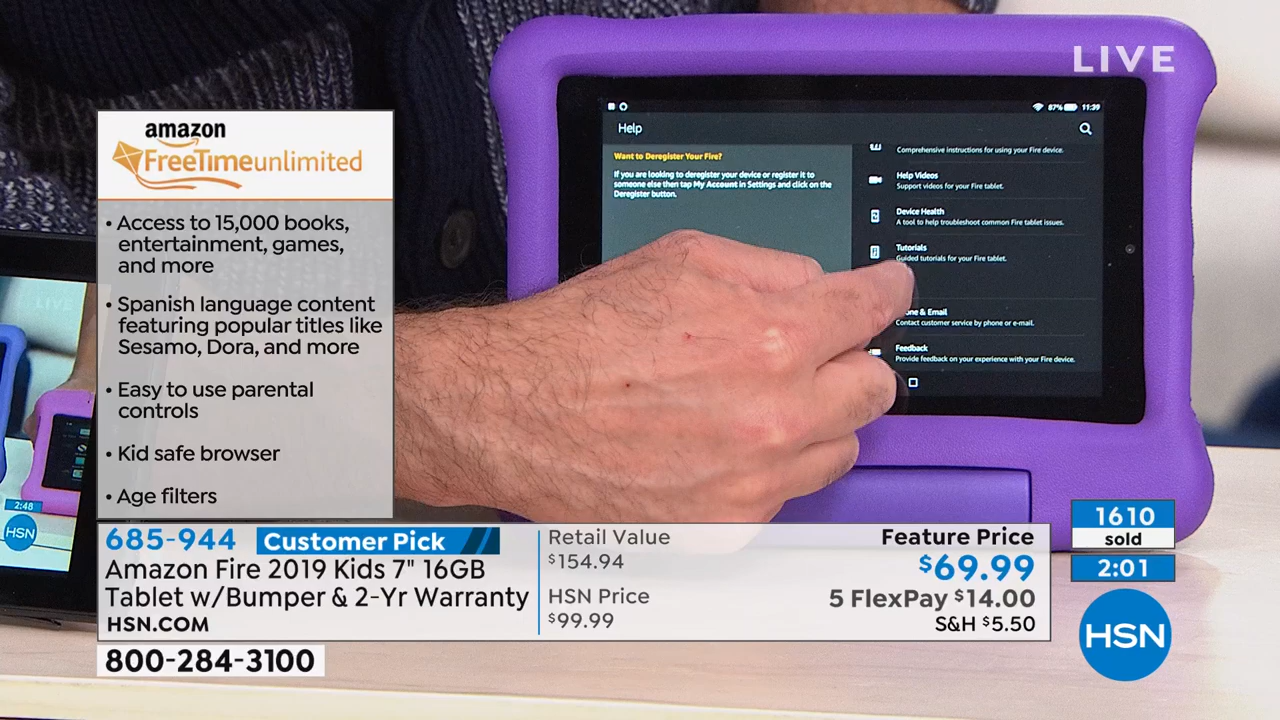 LIVE
amazon
FreeTimeunlimited
• Access to 15,000 books,
entertainment, games,
and more
• Spanish language content
featuring popular titles like
Sesamo, Dora, and more
• Easy to use parental
controls
• Kid safe browser
• Age filters
87%
11:39
Help
Want to Deregister Your Fire?
If you are looking to deregister your device or register it to
someone else then tap My Account in Settings and click on the
Deregister button.
Comprehensive instructions for using your Fire device.
Help Videos
Support videos for your Fire tablet.
Device Health
A tool to help troubleshoot common Fire tablet issues.
Tutorials
Guided tutorials for your Fire tablet.
& Email
Contact customer service by phone or e-mail.
Feedback
Provide feedback on your experience with your Fire device.
LIVE
2:48
HSN
685-944 Customer Pick
Amazon Fire 2019 Kids 7" 16GB
Tablet w/Bumper & 2-Yr Warranty
HSN.COM
Retail Value
$154.94
HSN Price
$99.99
Feature Price
$69.99
5 FlexPay $14.00
S&H $5.50
1610
sold
2:01
HSN
800-284-3100